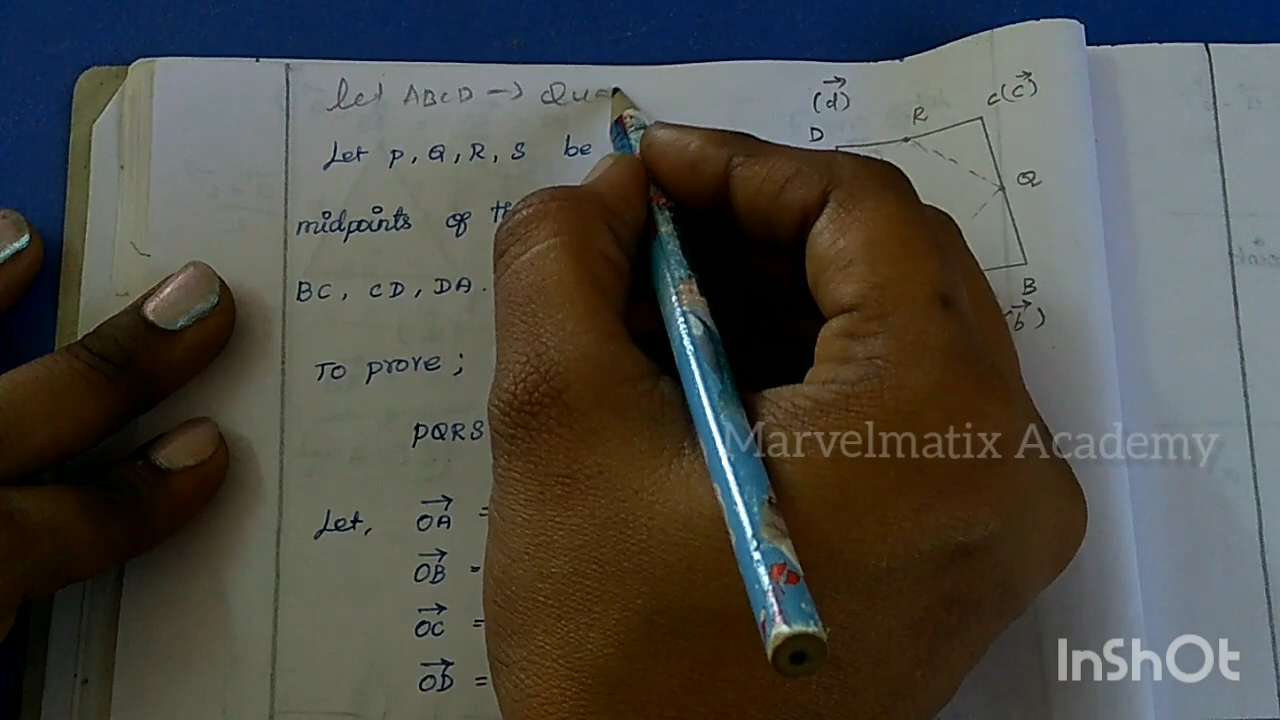 let ABCD → Qua
Let P, Q, R, S be
midpoints of
BC, CD, DA.
To prove;
PQRS
Let, OA⃗ =
OB⃗ =
OC⃗ =
OD⃗ =
(d⃗)
D
R
C(c⃗)
Q
B
(b⃗)
Marvelmatix Academy
InShOt